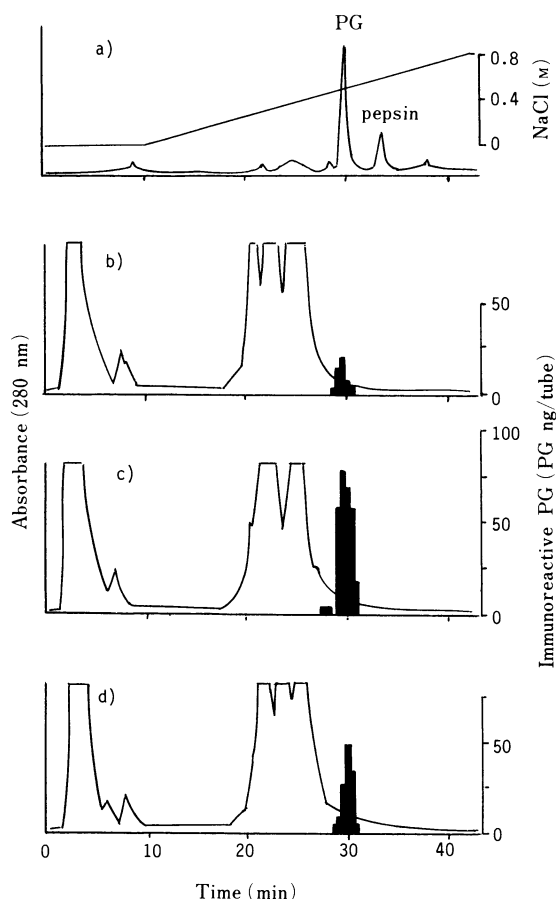 PG
a)
0.8
0.4
0
NaCl (M)
pepsin
b)
50
0
c)
100
50
0
d)
50
0
Absorbance (280 nm)
Immunoreactive PG (PG ng/tube)
0 10 20 30 40
Time (min)